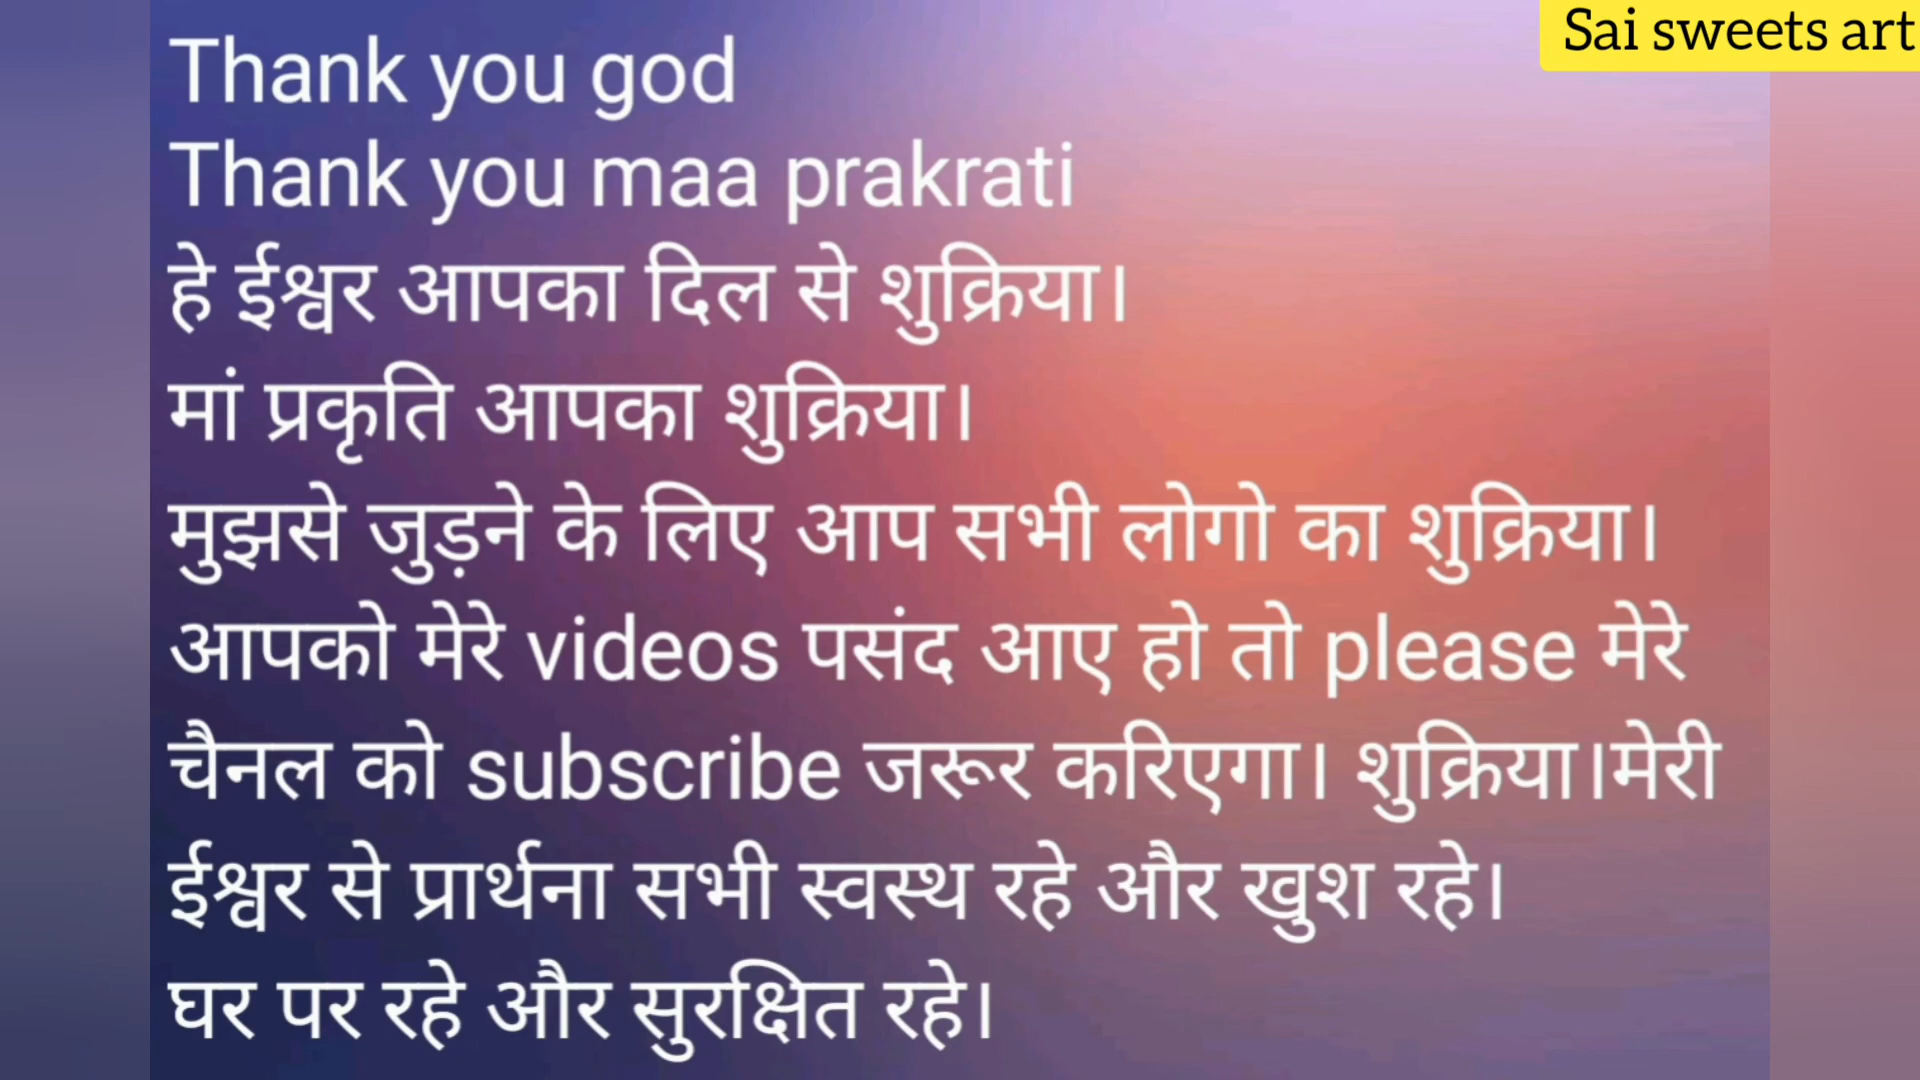 Sai sweets art
Thank you god
Thank you maa prakrati
हे ईश्वर आपका दिल से शुक्रिया।
मां प्रकृति आपका शुक्रिया।
मुझसे जुड़ने के लिए आप सभी लोगो का शुक्रिया।
आपको मेरे videos पसंद आए हो तो please मेरे
चैनल को subscribe जरूर करिएगा। शुक्रिया।मेरी
ईश्वर से प्रार्थना सभी स्वस्थ रहे और खुश रहे।
घर पर रहे और सुरक्षित रहे।